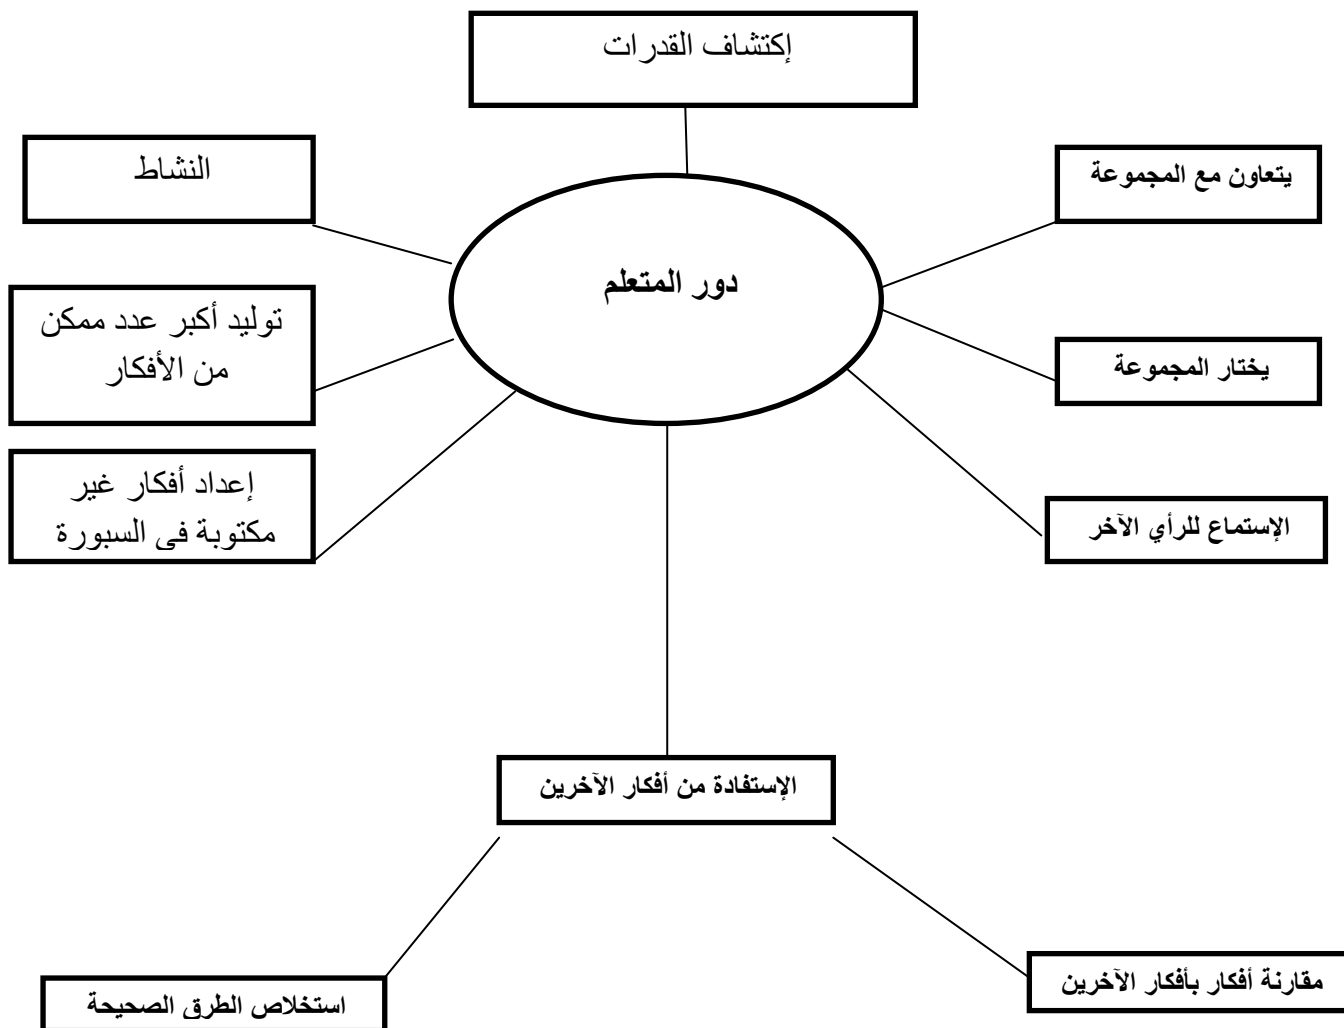 إكتشاف القدرات
يتعاون مع المجموعة
النشاط
دور المتعلم
توليد أكبر عدد ممكن
من الأفكار
يختار المجموعة
إعداد أفكار غير
مكتوبة في السبورة
الإستماع للرأي الآخر
الإستفادة من أفكار الآخرين
مقارنة أفكار بأفكار الآخرين
استخلاص الطرق الصحيحة